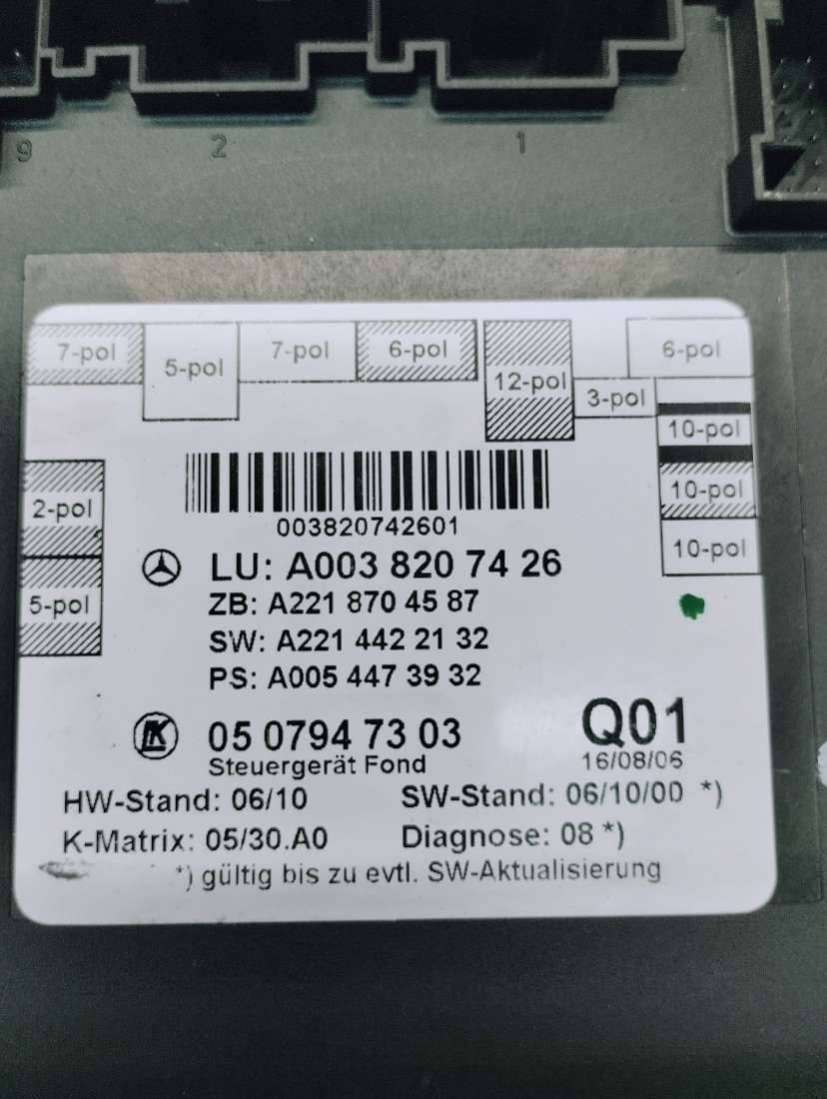 9 2 1
7-pol 5-pol 7-pol 6-pol 12-pol 3-pol 6-pol
10-pol
10-pol
10-pol
2-pol
5-pol
003820742601
LU: A003 820 74 26
ZB: A221 870 45 87
SW: A221 442 21 32
PS: A005 447 39 32
05 0794 73 03
Steuergerät Fond
Q01
16/08/06
HW-Stand: 06/10 SW-Stand: 06/10/00 *)
K-Matrix: 05/30.A0 Diagnose: 08 *)
*) gültig bis zu evtl. SW-Aktualisierung